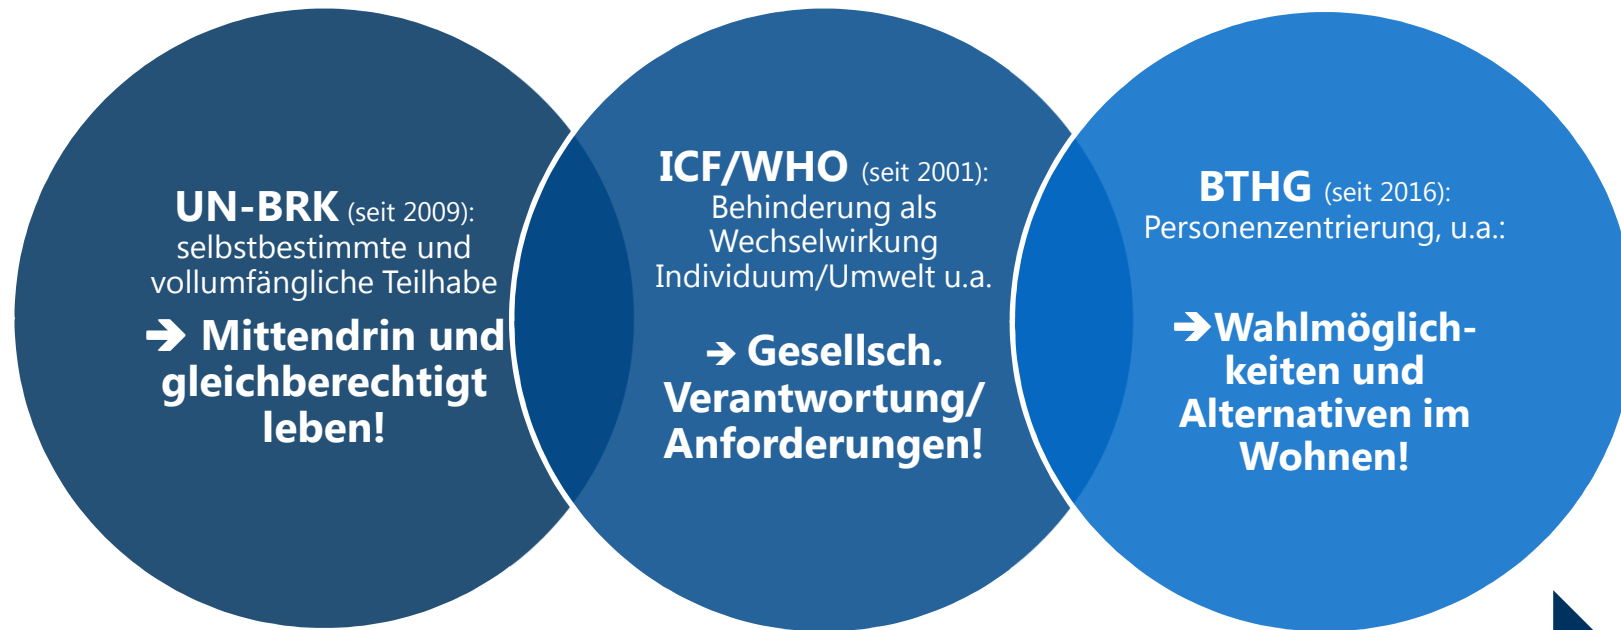 UN-BRK (seit 2009):
selbstbestimmte und
vollumfängliche Teilhabe
➔ Mittendrin und
gleichberechtigt
leben!
ICF/WHO (seit 2001):
Behinderung als
Wechselwirkung
Individuum/Umwelt u.a.
➔ Gesellsch.
Verantwortung/
Anforderungen!
BTHG (seit 2016):
Personenzentrierung, u.a.:
➔Wahlmöglich-
keiten und
Alternativen im
Wohnen!